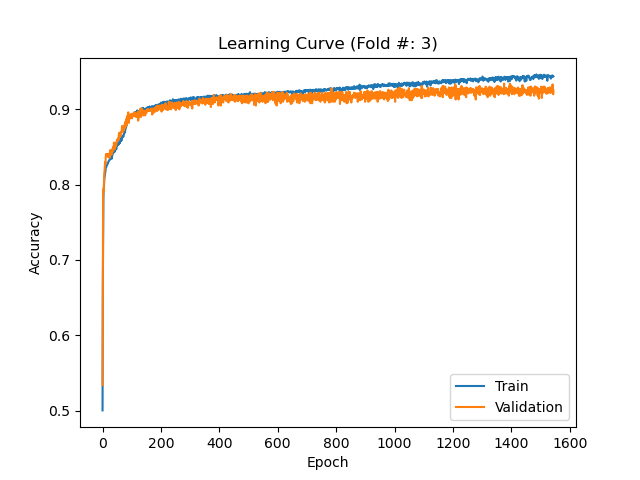 Learning Curve (Fold #: 3)
Accuracy
0.9
0.8
0.7
0.6
0.5
0 200 400 600 800 1000 1200 1400 1600
Epoch
Train
Validation